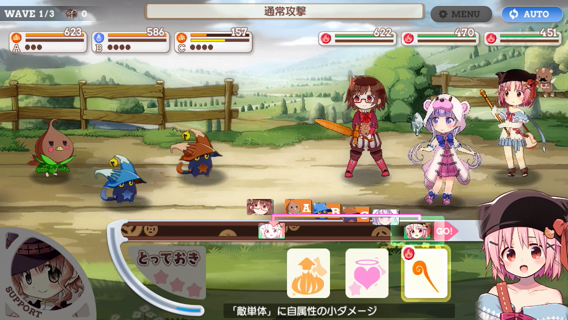 WAVE 1/3 0
通常攻撃
MENU
AUTO
623
A
586
B
157
C
622
470
451
A
GO!
SUPPORT
とっておき
「敵単体」に自属性の小ダメージ